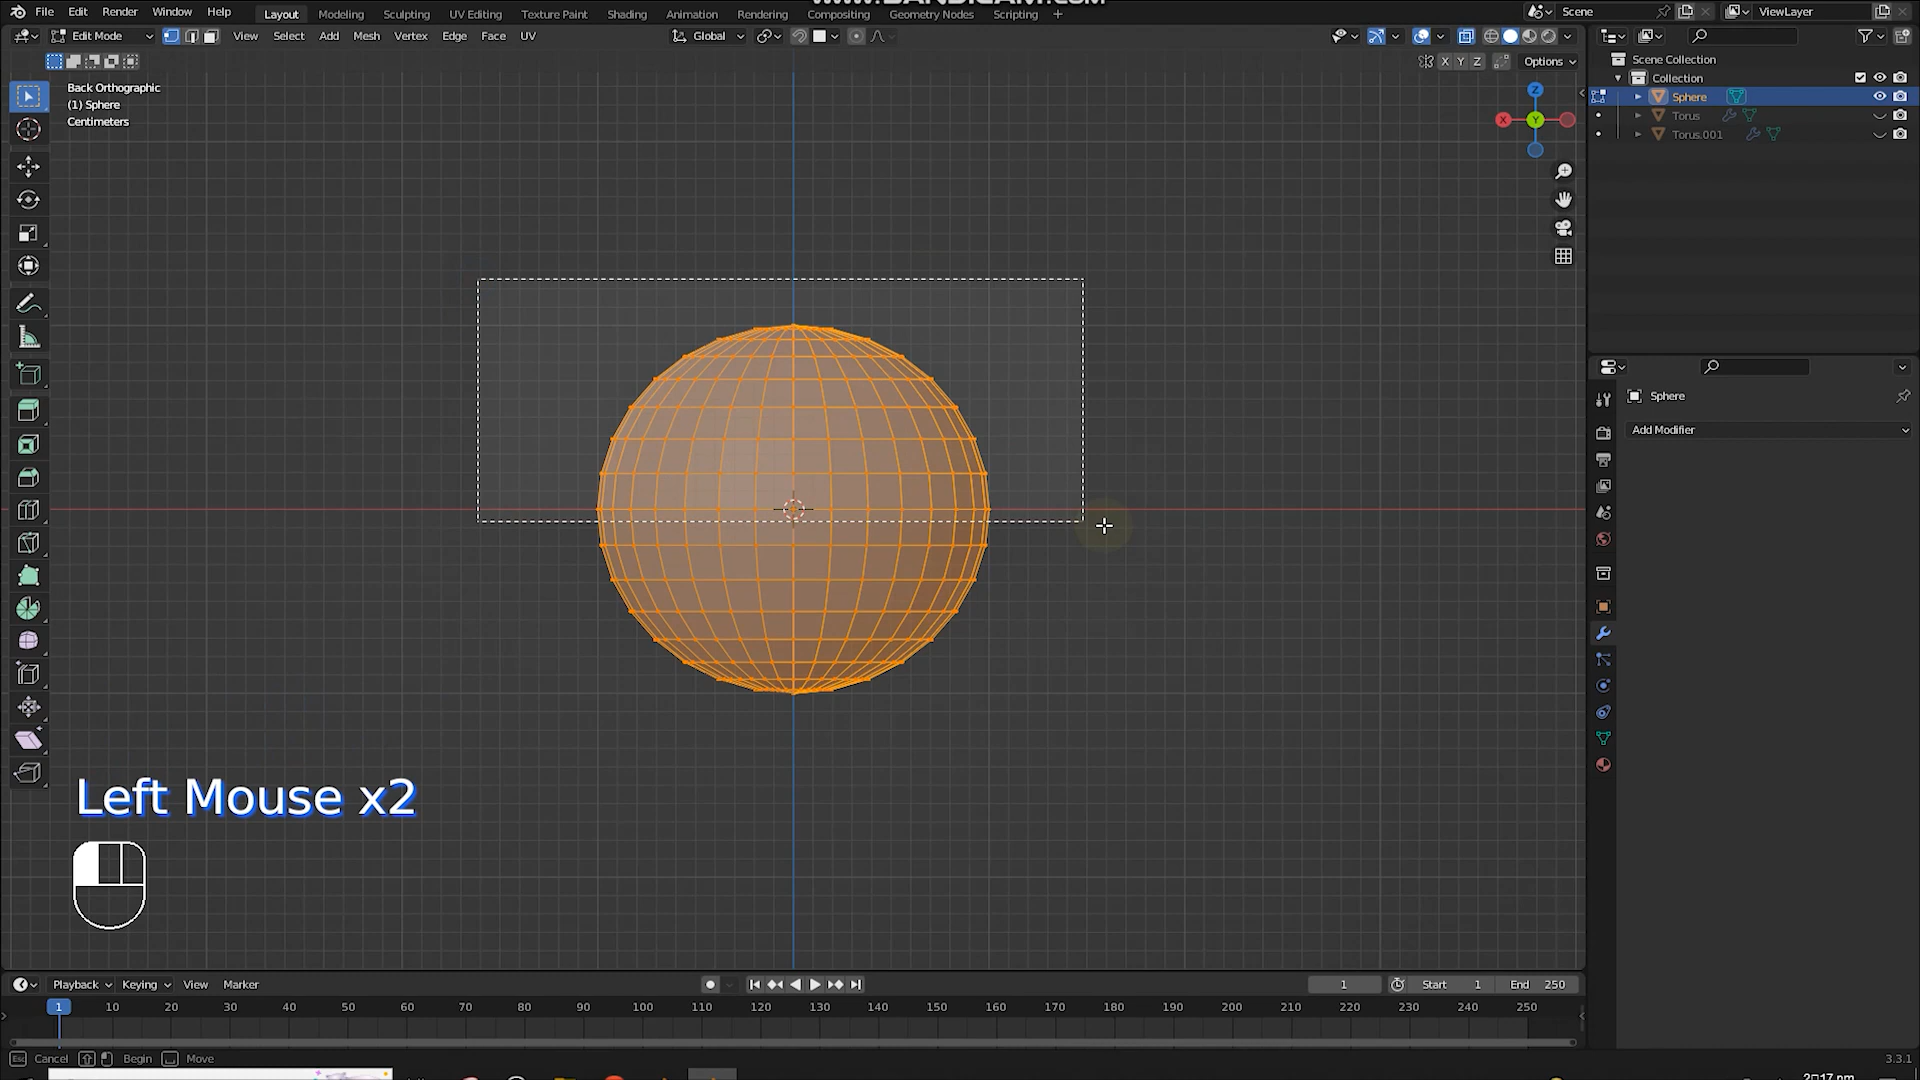 www.BANDICAM.com
File Edit Render Window Help Layout Modeling Sculpting UV Editing Texture Paint Shading Animation Rendering Compositing Geometry Nodes Scripting + Scene ViewLayer
Edit Mode View Select Add Mesh Vertex Edge Face UV Global
X Y Z Options
Back Orthographic
(1) Sphere
Centimeters
Z
X Y
Scene Collection
Collection
Sphere
Torus
Torus.001
Sphere
Add Modifier
Left Mouse x2
Playback Keying View Marker 1 Start 1 End 250
1 10 20 30 40 50 60 70 80 90 100 110 120 130 140 150 160 170 180 190 200 210 220 230 240 250
Esc Cancel Begin Move 3.3.1